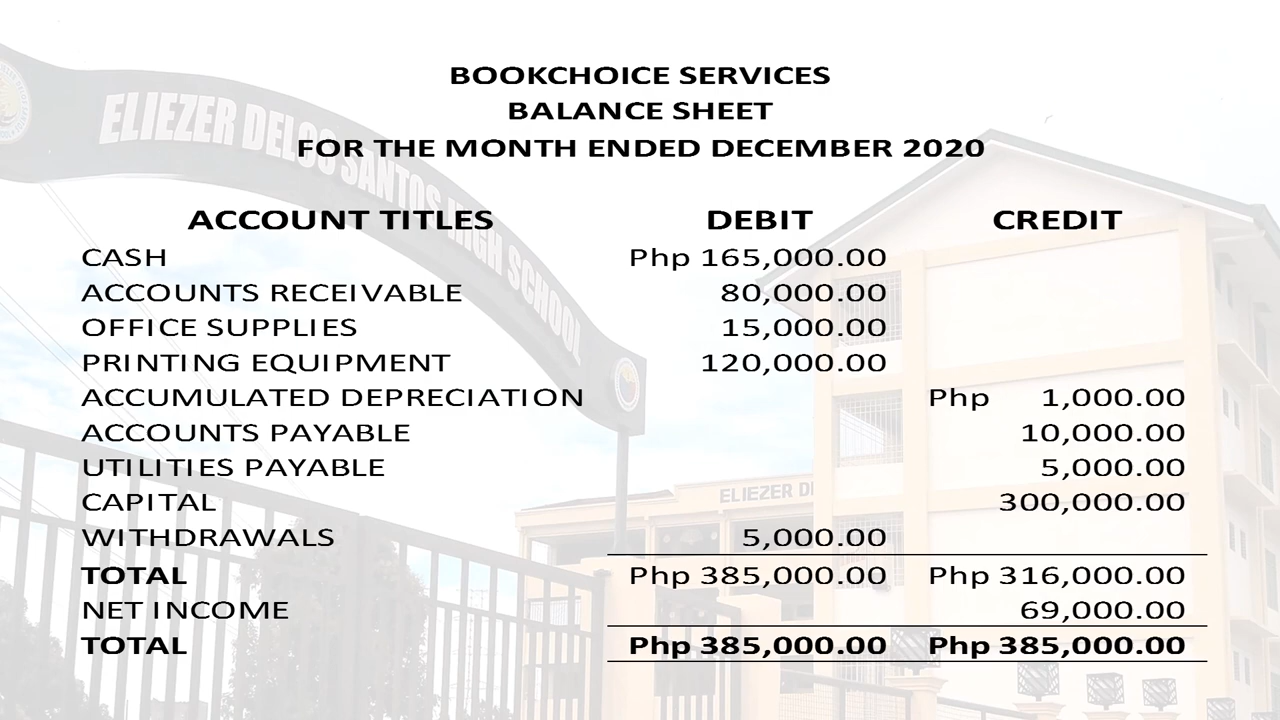 BOOKCHOICE SERVICES
BALANCE SHEET
FOR THE MONTH ENDED DECEMBER 2020
ELIEZER DELOS SANTOS HIGH SCHOOL
ACCOUNT TITLES DEBIT CREDIT
CASH Php 165,000.00
ACCOUNTS RECEIVABLE 80,000.00
OFFICE SUPPLIES 15,000.00
PRINTING EQUIPMENT 120,000.00
ACCUMULATED DEPRECIATION Php 1,000.00
ACCOUNTS PAYABLE 10,000.00
UTILITIES PAYABLE 5,000.00
ELIEZER
CAPITAL 300,000.00
WITHDRAWALS 5,000.00
TOTAL Php 385,000.00 Php 316,000.00
NET INCOME 69,000.00
TOTAL Php 385,000.00 Php 385,000.00